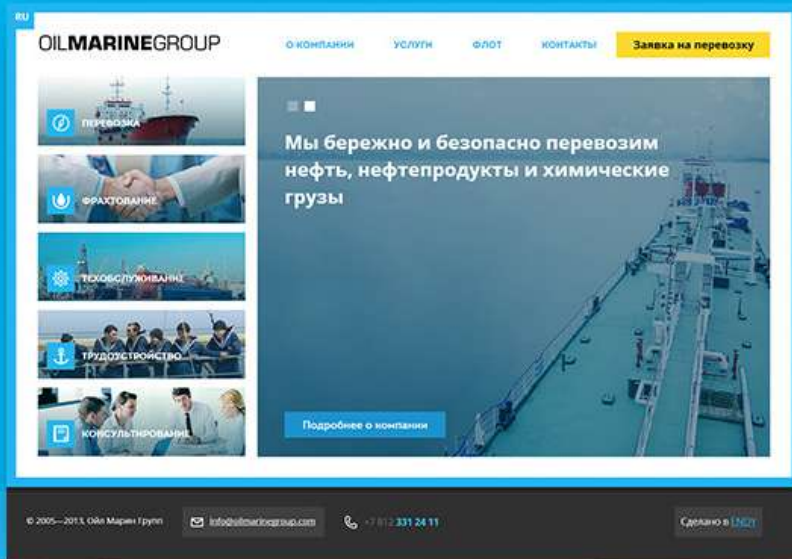 RU
OILMARINEGROUP
О КОМПАНИИ УСЛУГИ ФЛОТ КОНТАКТЫ Заявка на перевозку
ПЕРЕВОЗКА
ФРАХТОВАНИЕ
ТЕХОБСЛУЖИВАНИЕ
ТРУДОУСТРОЙСТВО
КОНСУЛЬТИРОВАНИЕ
Мы бережно и безопасно перевозим
нефть, нефтепродукты и химические
грузы
Подробнее о компании
© 2005—2013, Ойл Марин Групп info@oilmarinegroup.com +7 812 331 24 11 Сделано в